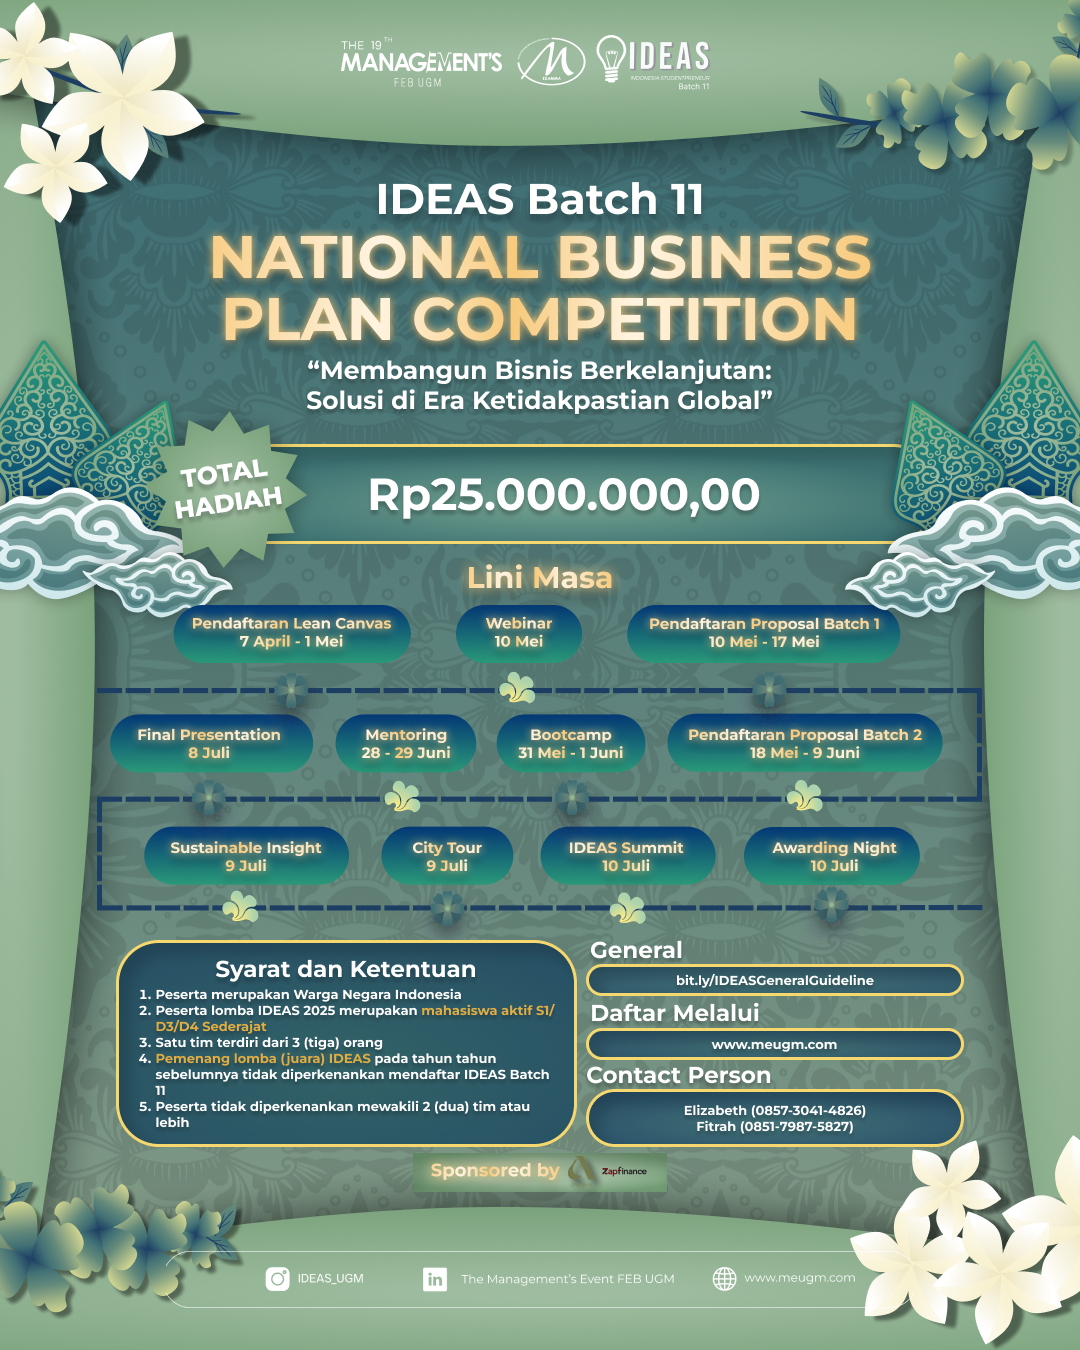 THE 19TH
MANAGEMENT'S
FEB UGM
M
EKAMMA
IDEAS
INDONESIA STUDENTPRENEUR
Batch 11
IDEAS Batch 11
NATIONAL BUSINESS
PLAN COMPETITION
“Membangun Bisnis Berkelanjutan:
Solusi di Era Ketidakpastian Global”
TOTAL
HADIAH
Rp25.000.000,00
Lini Masa
Pendaftaran Lean Canvas
7 April - 1 Mei
Webinar
10 Mei
Pendaftaran Proposal Batch 1
10 Mei - 17 Mei
Final Presentation
8 Juli
Mentoring
28 - 29 Juni
Bootcamp
31 Mei - 1 Juni
Pendaftaran Proposal Batch 2
18 Mei - 9 Juni
Sustainable Insight
9 Juli
City Tour
9 Juli
IDEAS Summit
10 Juli
Awarding Night
10 Juli
Syarat dan Ketentuan
1. Peserta merupakan Warga Negara Indonesia
2. Peserta lomba IDEAS 2025 merupakan mahasiswa aktif S1/
D3/D4 Sederajat
3. Satu tim terdiri dari 3 (tiga) orang
4. Pemenang lomba (juara) IDEAS pada tahun tahun
sebelumnya tidak diperkenankan mendaftar IDEAS Batch
11
5. Peserta tidak diperkenankan mewakili 2 (dua) tim atau
lebih
General
bit.ly/IDEASGeneralGuideline
Daftar Melalui
www.meugm.com
Contact Person
Elizabeth (0857-3041-4826)
Fitrah (0851-7987-5827)
Sponsored by
Zapfinance
IDEAS_UGM
The Management's Event FEB UGM
www.meugm.com